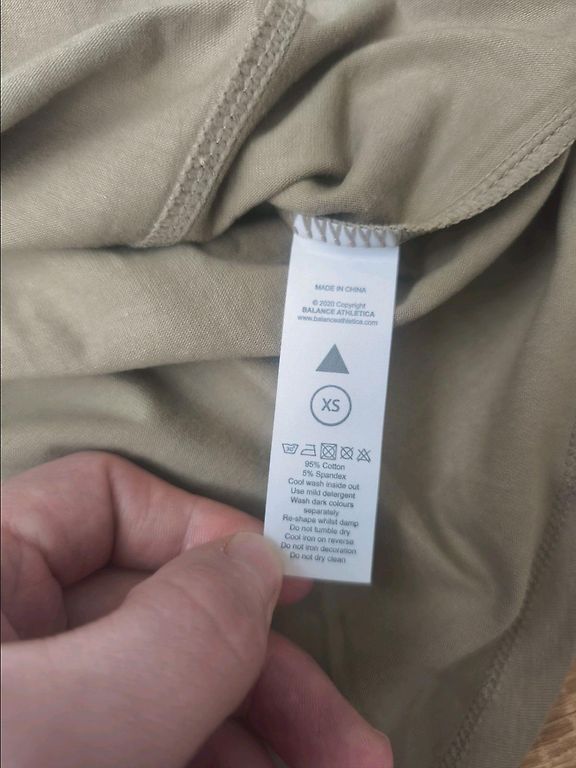 MADE IN CHINA
© 2020 Copyright
BALANCE ATHLETICA
www.balanceathletica.com
XS
30
95% Cotton
5% Spandex
Cool wash inside out
Use mild detergent
Wash dark colours
separately
Re-shape whilst damp
Do not tumble dry
Cool iron on reverse
Do not iron decoration
Do not dry clean